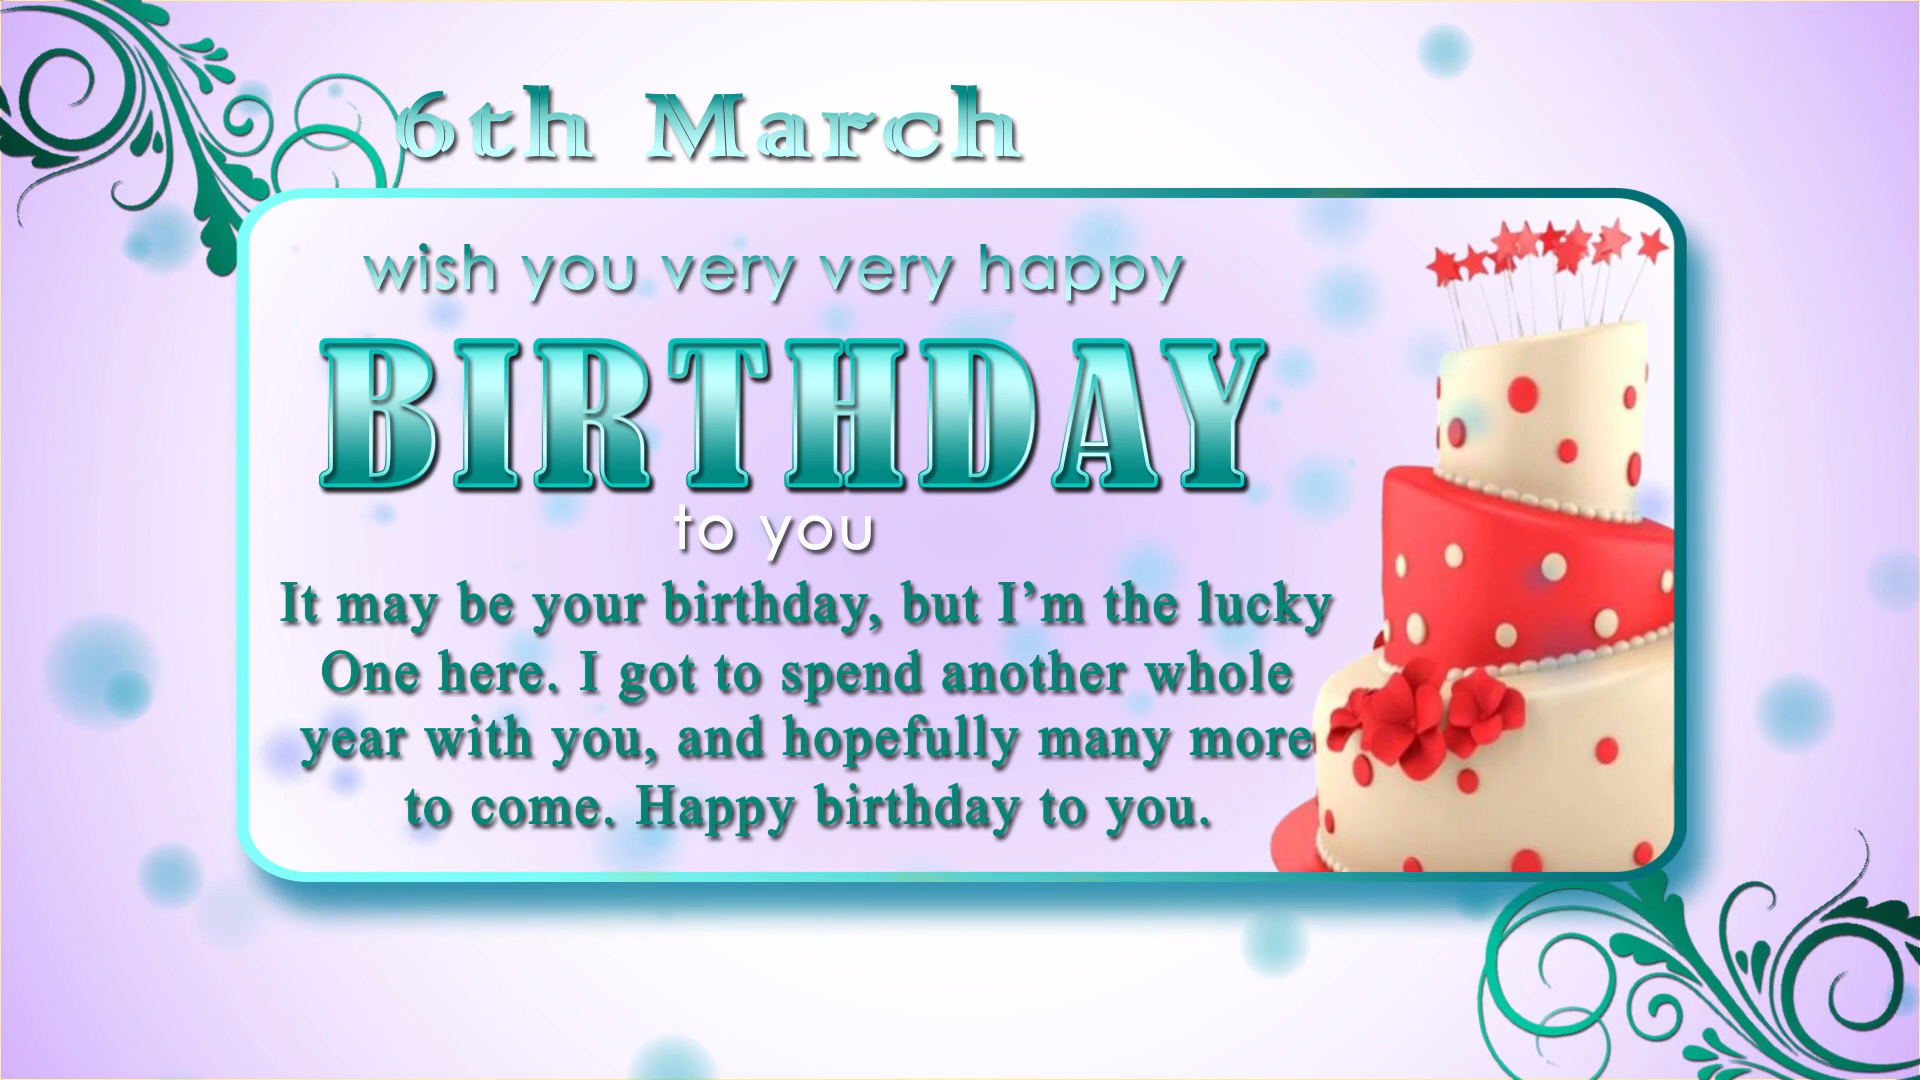 6th March
wish you very very happy
BIRTHDAY
to you
It may be your birthday, but I’m the lucky
One here. I got to spend another whole
year with you, and hopefully many more
to come. Happy birthday to you.